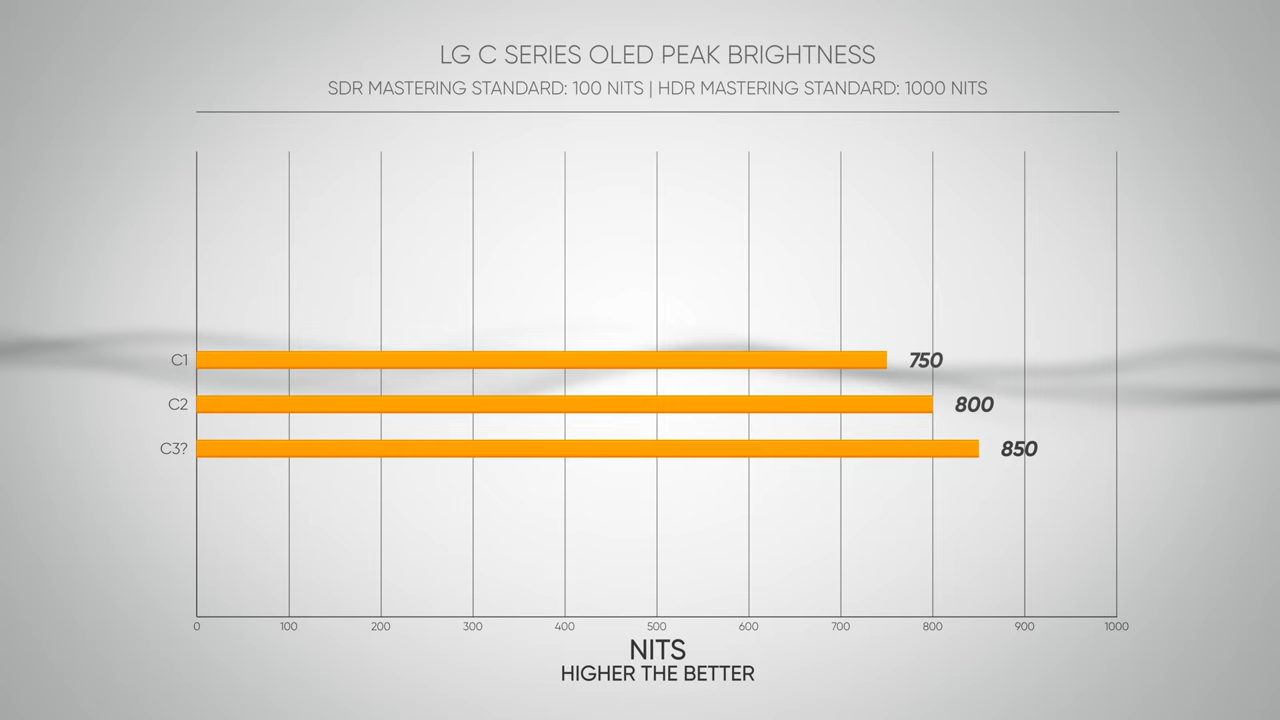 LG C SERIES OLED PEAK BRIGHTNESS
SDR MASTERING STANDARD: 100 NITS | HDR MASTERING STANDARD: 1000 NITS
C1 750
C2 800
C3? 850
0 100 200 300 400 500 600 700 800 900 1000
NITS
HIGHER THE BETTER